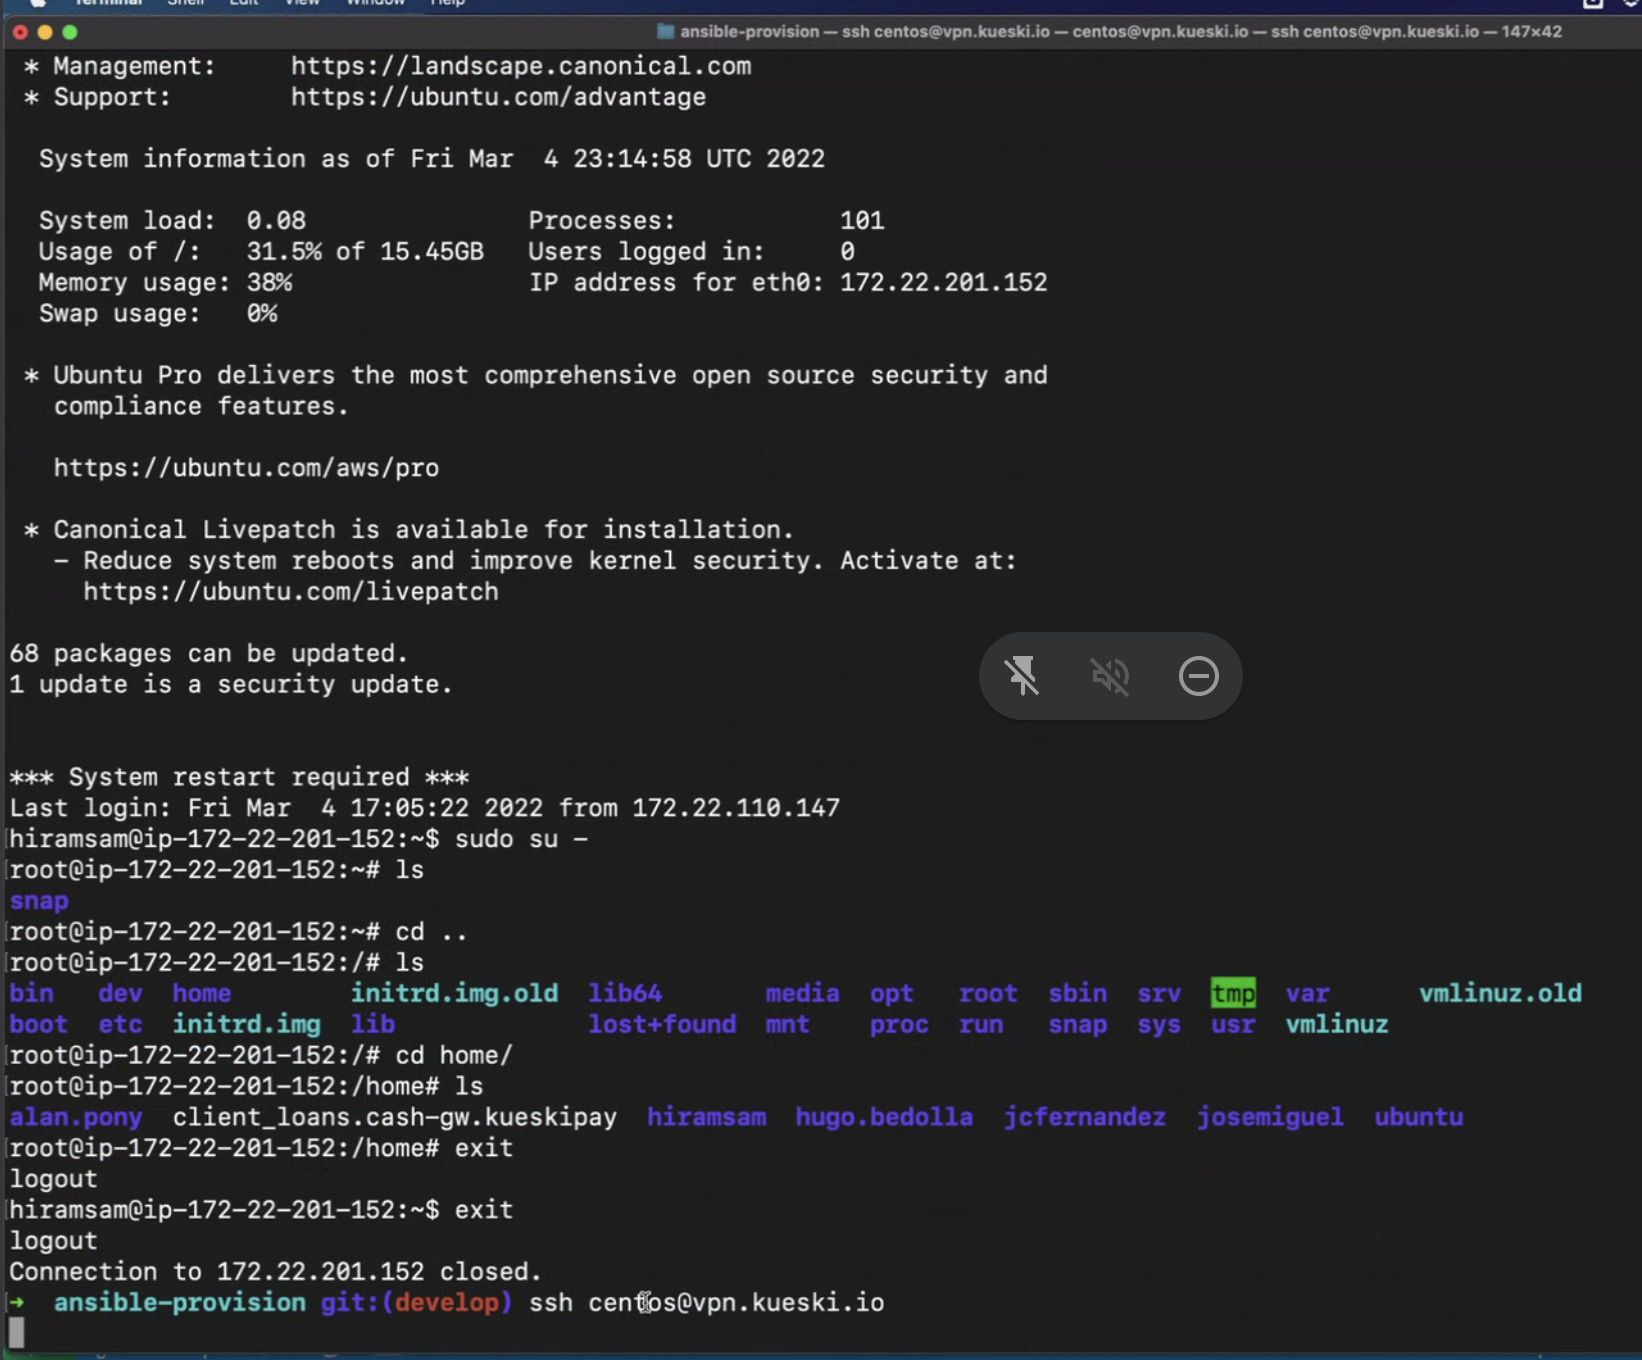 Terminal Shell Edit View Window Help
ansible-provision — ssh centos@vpn.kueski.io — centos@vpn.kueski.io — ssh centos@vpn.kueski.io — 147×42
* Management: https://landscape.canonical.com
* Support: https://ubuntu.com/advantage
System information as of Fri Mar 4 23:14:58 UTC 2022
System load: 0.08 Processes: 101
Usage of /: 31.5% of 15.45GB Users logged in: 0
Memory usage: 38% IP address for eth0: 172.22.201.152
Swap usage: 0%
* Ubuntu Pro delivers the most comprehensive open source security and
compliance features.
https://ubuntu.com/aws/pro
* Canonical Livepatch is available for installation.
- Reduce system reboots and improve kernel security. Activate at:
https://ubuntu.com/livepatch
68 packages can be updated.
1 update is a security update.
*** System restart required ***
Last login: Fri Mar 4 17:05:22 2022 from 172.22.110.147
hiramsam@ip-172-22-201-152:~$ sudo su -
root@ip-172-22-201-152:~# ls
snap
root@ip-172-22-201-152:~# cd ..
root@ip-172-22-201-152:/# ls
bin dev home initrd.img.old lib64 media opt root sbin srv tmp var vmlinuz.old
boot etc initrd.img lib lost+found mnt proc run snap sys usr vmlinuz
root@ip-172-22-201-152:/# cd home/
root@ip-172-22-201-152:/home# ls
alan.pony client_loans.cash-gw.kueskipay hiramsam hugo.bedolla jcfernandez josemiguel ubuntu
root@ip-172-22-201-152:/home# exit
logout
hiramsam@ip-172-22-201-152:~$ exit
logout
Connection to 172.22.201.152 closed.
→ ansible-provision git:(develop) ssh centos@vpn.kueski.io